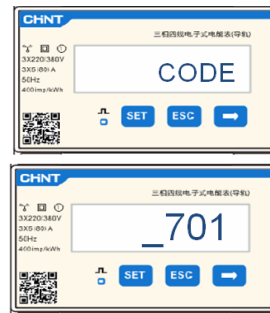 CHNT
三相四线电子式电能表(导轨)
3X220/380V
3X5(80)A
50Hz
400imp/kWh
CODE
SET ESC
CHNT
三相四线电子式电能表(导轨)
3X220/380V
3X5(80)A
50Hz
400imp/kWh
_701
SET ESC